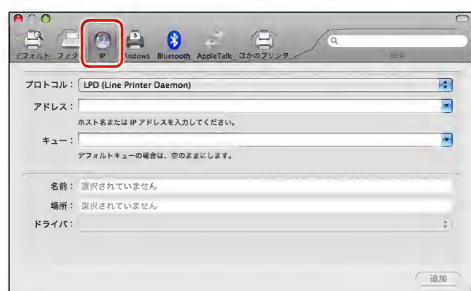 デフォルト ファク IP Windows Bluetooth AppleTalk ほかのプリンタ 検索
プロトコル： LPD (Line Printer Daemon)
アドレス：
ホスト名または IP アドレスを入力してください。
キュー：
デフォルトキューの場合は、空のままにします。
名前： 選択されていません
場所： 選択されていません
ドライバ：
追加